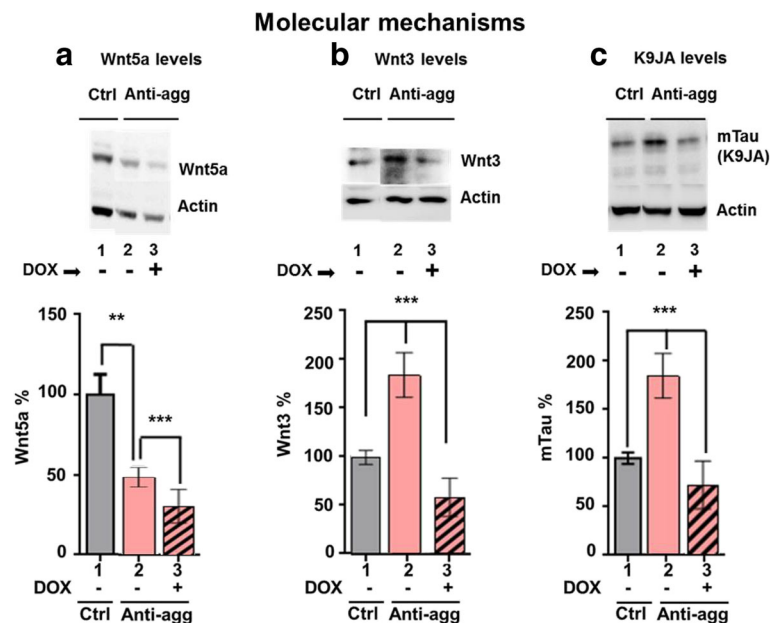 Molecular mechanisms
a Wnt5a levels
Ctrl Anti-agg
Wnt5a
Actin
1 2 3
DOX → - - +
150
100
50
0
Wnt5a %
** ***
1 2 3
DOX - - +
Ctrl Anti-agg
b Wnt3 levels
Ctrl Anti-agg
Wnt3
Actin
1 2 3
DOX → - - +
250
200
150
100
50
0
Wnt3 %
***
1 2 3
DOX - - +
Ctrl Anti-agg
c K9JA levels
Ctrl Anti-agg
mTau
(K9JA)
Actin
1 2 3
DOX → - - +
250
200
150
100
50
0
mTau %
***
1 2 3
DOX - - +
Ctrl Anti-agg